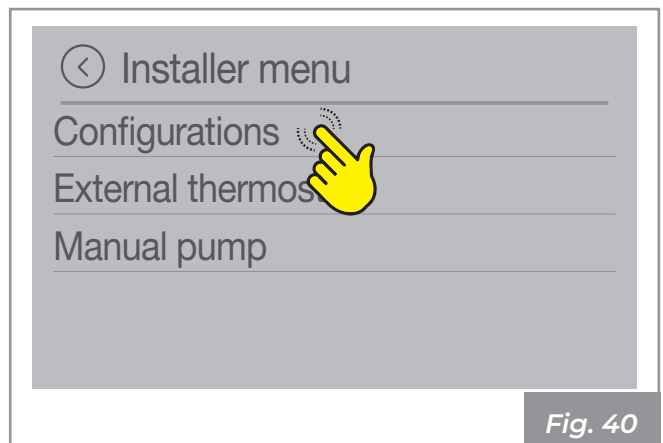 Installer menu
Configurations
External thermos
Manual pump
Fig. 40